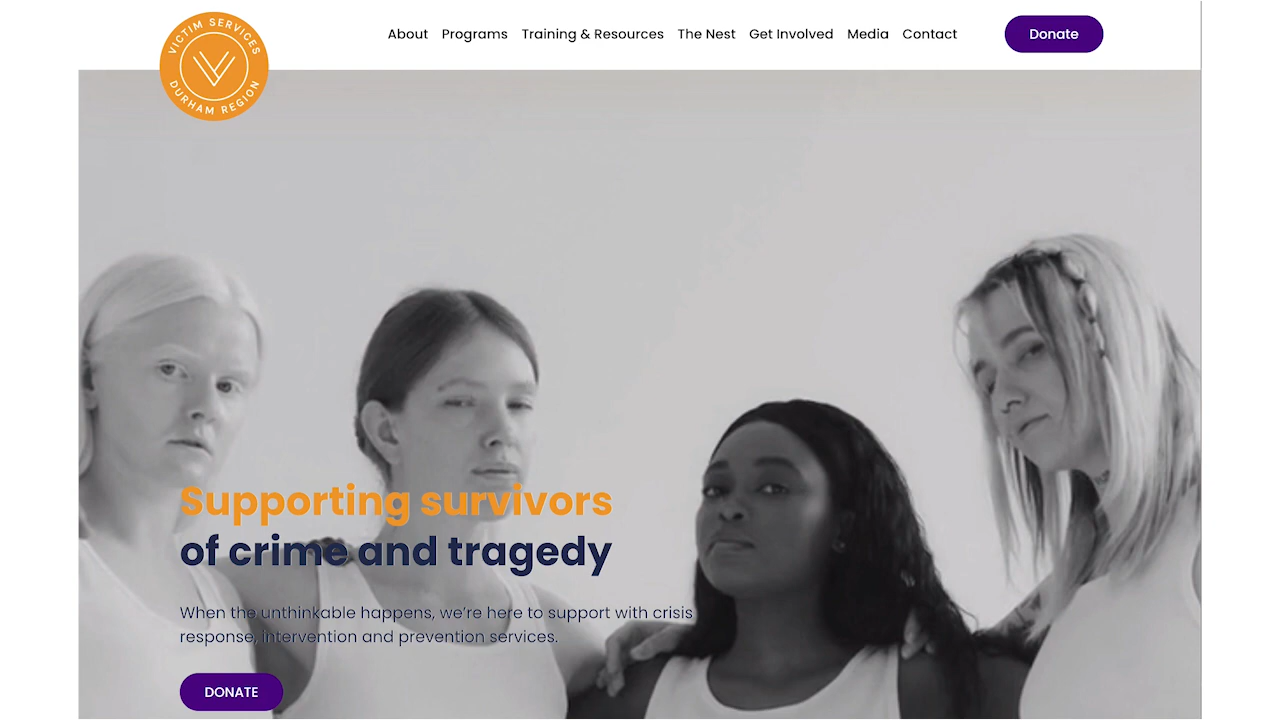 VICTIM SERVICES
DURHAM REGION
About Programs Training & Resources The Nest Get Involved Media Contact Donate
Supporting survivors
of crime and tragedy
When the unthinkable happens, we’re here to support with crisis
response, intervention and prevention services.
DONATE